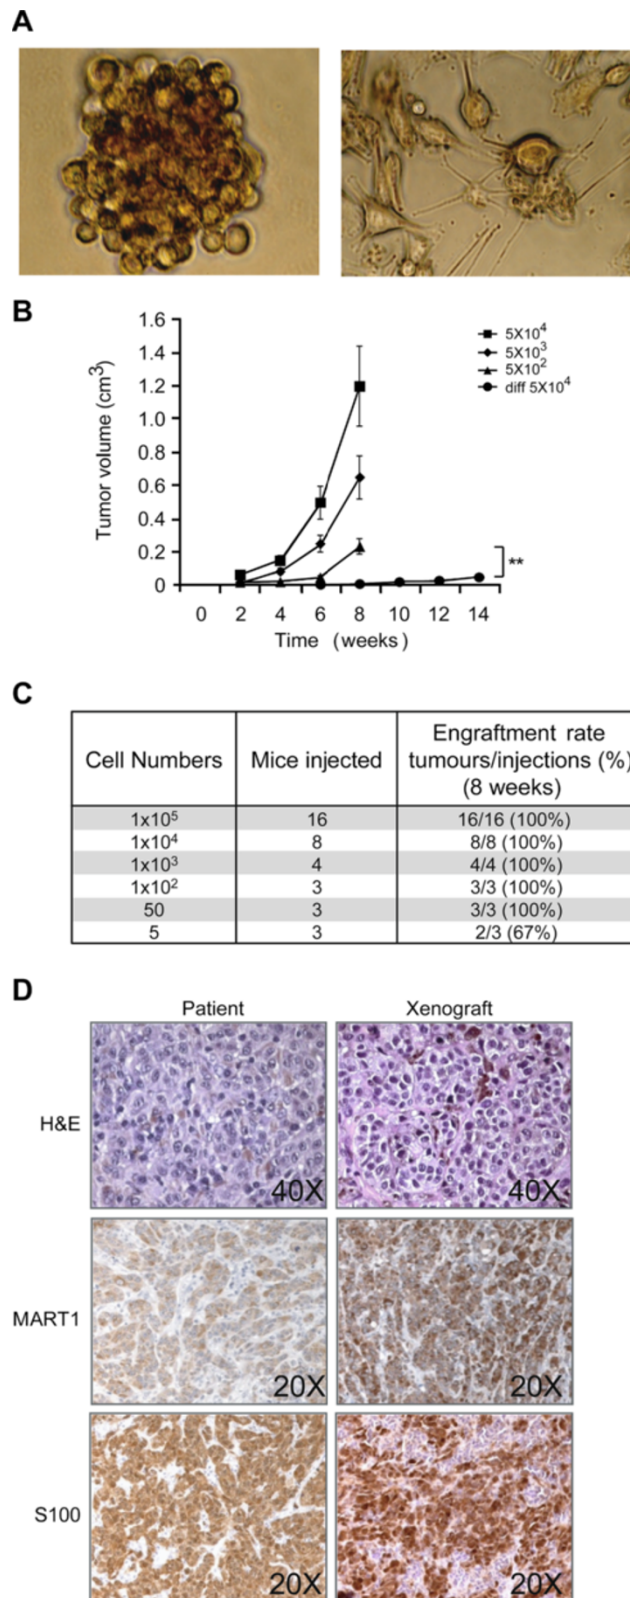 A
B
Tumor volume (cm3)
1.6
1.4
1.2
1.0
0.8
0.6
0.4
0.2
0
5X10^4
5X10^3
5X10^2
diff 5X10^4
**
0 2 4 6 8 10 12 14
Time (weeks)
C
Cell Numbers Mice injected Engraftment rate
tumours/injections (%)
(8 weeks)
1x10^5 16 16/16 (100%)
1x10^4 8 8/8 (100%)
1x10^3 4 4/4 (100%)
1x10^2 3 3/3 (100%)
50 3 3/3 (100%)
5 3 2/3 (67%)
D
Patient Xenograft
H&E 40X 40X
MART1 20X 20X
S100 20X 20X